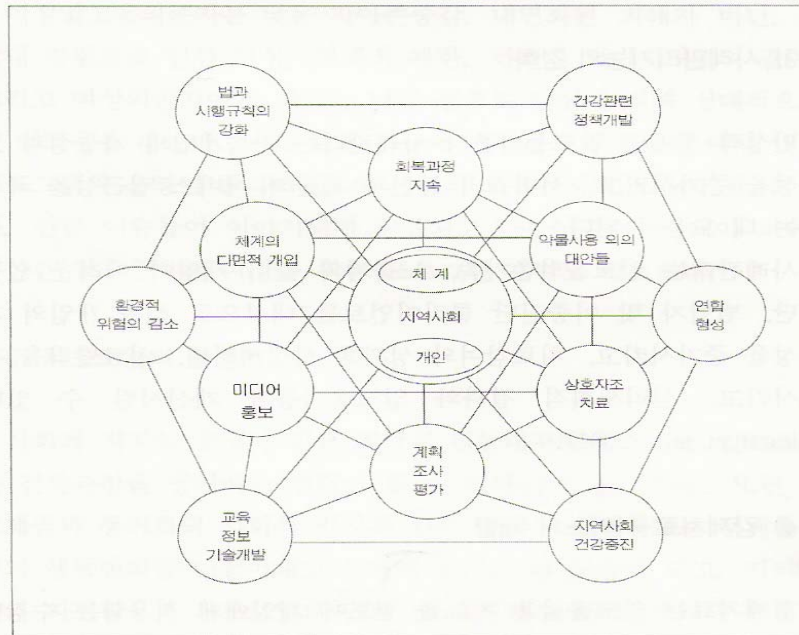 법과
시행규칙의
강화
건강관련
정책개발
회복과정
지속
체계의
다면적 개입
체 계
약물사용 의의
대안들
환경적
위협의 감소
지역사회
연합
형성
개인
미디어
홍보
상호자조
치료
계획
조사
평가
교육
정보
기술개발
지역사회
건강증진